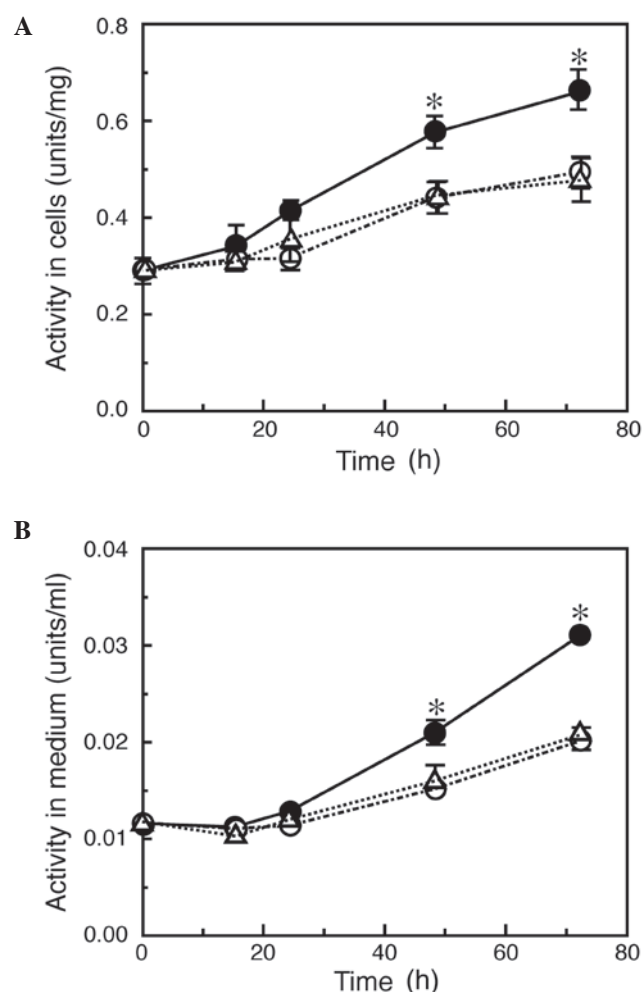 A
Activity in cells (units/mg)
0.8
0.6
0.4
0.2
0.0
* *
0 20 40 60 80
Time (h)
B
Activity in medium (units/ml)
0.04
0.03
0.02
0.01
0.00
* *
0 20 40 60 80
Time (h)